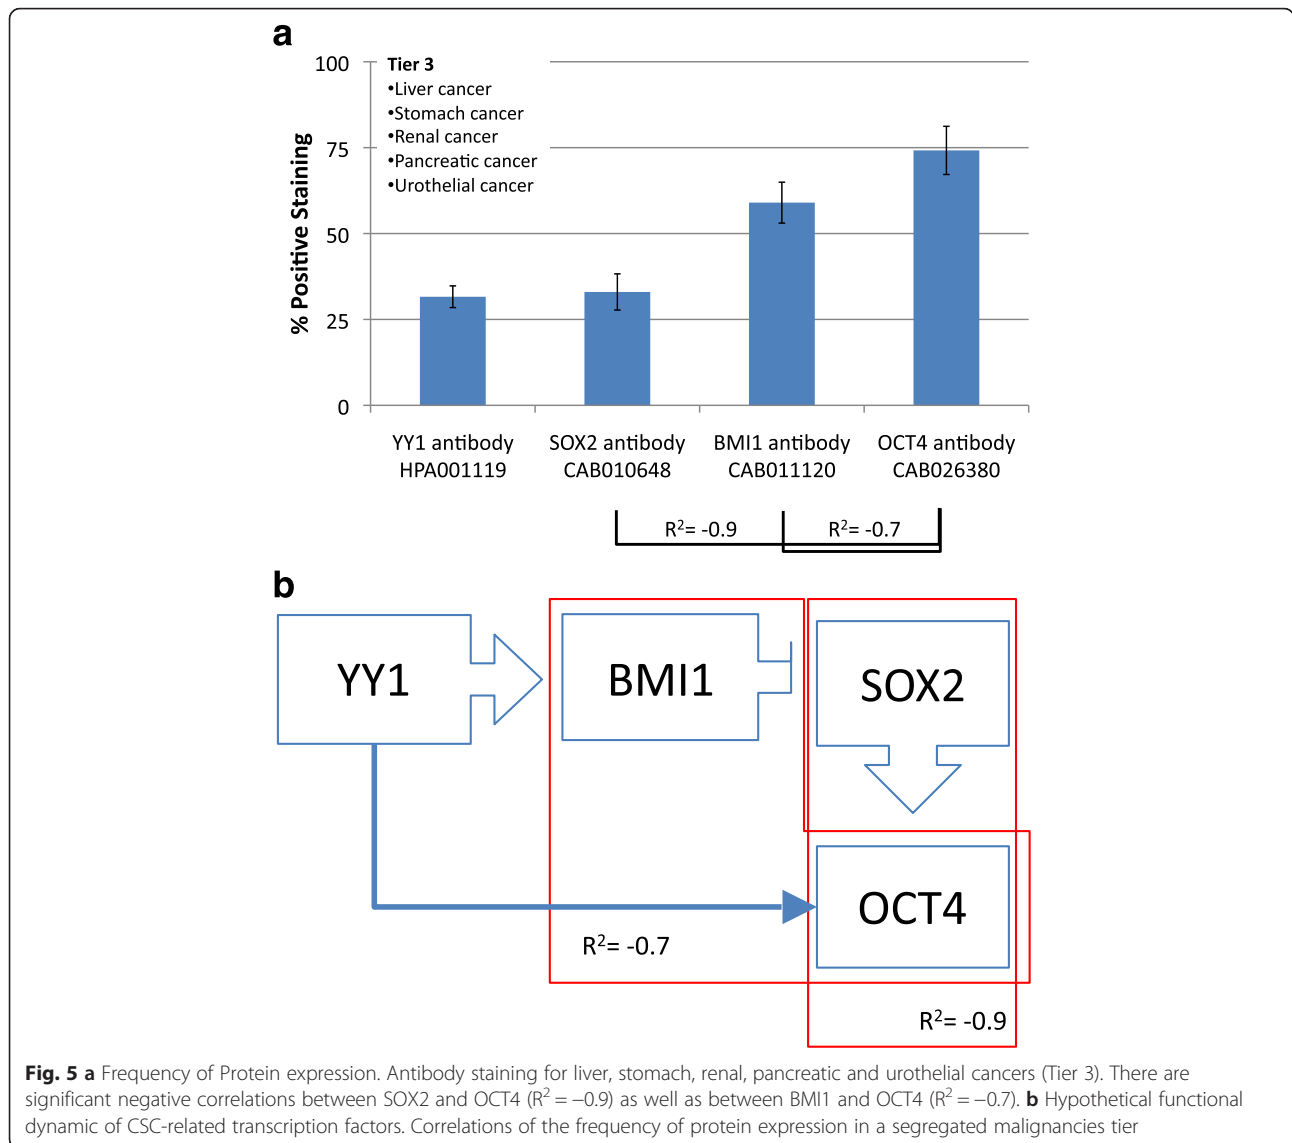 a
100
75
50
25
0
% Positive Staining
Tier 3
•Liver cancer
•Stomach cancer
•Renal cancer
•Pancreatic cancer
•Urothelial cancer
YY1 antibody
HPA001119
SOX2 antibody
CAB010648
BMI1 antibody
CAB011120
OCT4 antibody
CAB026380
R²= -0.9
R²= -0.7
b
YY1
BMI1
SOX2
OCT4
R²= -0.7
R²= -0.9
Fig. 5 a Frequency of Protein expression. Antibody staining for liver, stomach, renal, pancreatic and urothelial cancers (Tier 3). There are
significant negative correlations between SOX2 and OCT4 (R² = −0.9) as well as between BMI1 and OCT4 (R² = −0.7). b Hypothetical functional
dynamic of CSC-related transcription factors. Correlations of the frequency of protein expression in a segregated malignancies tier